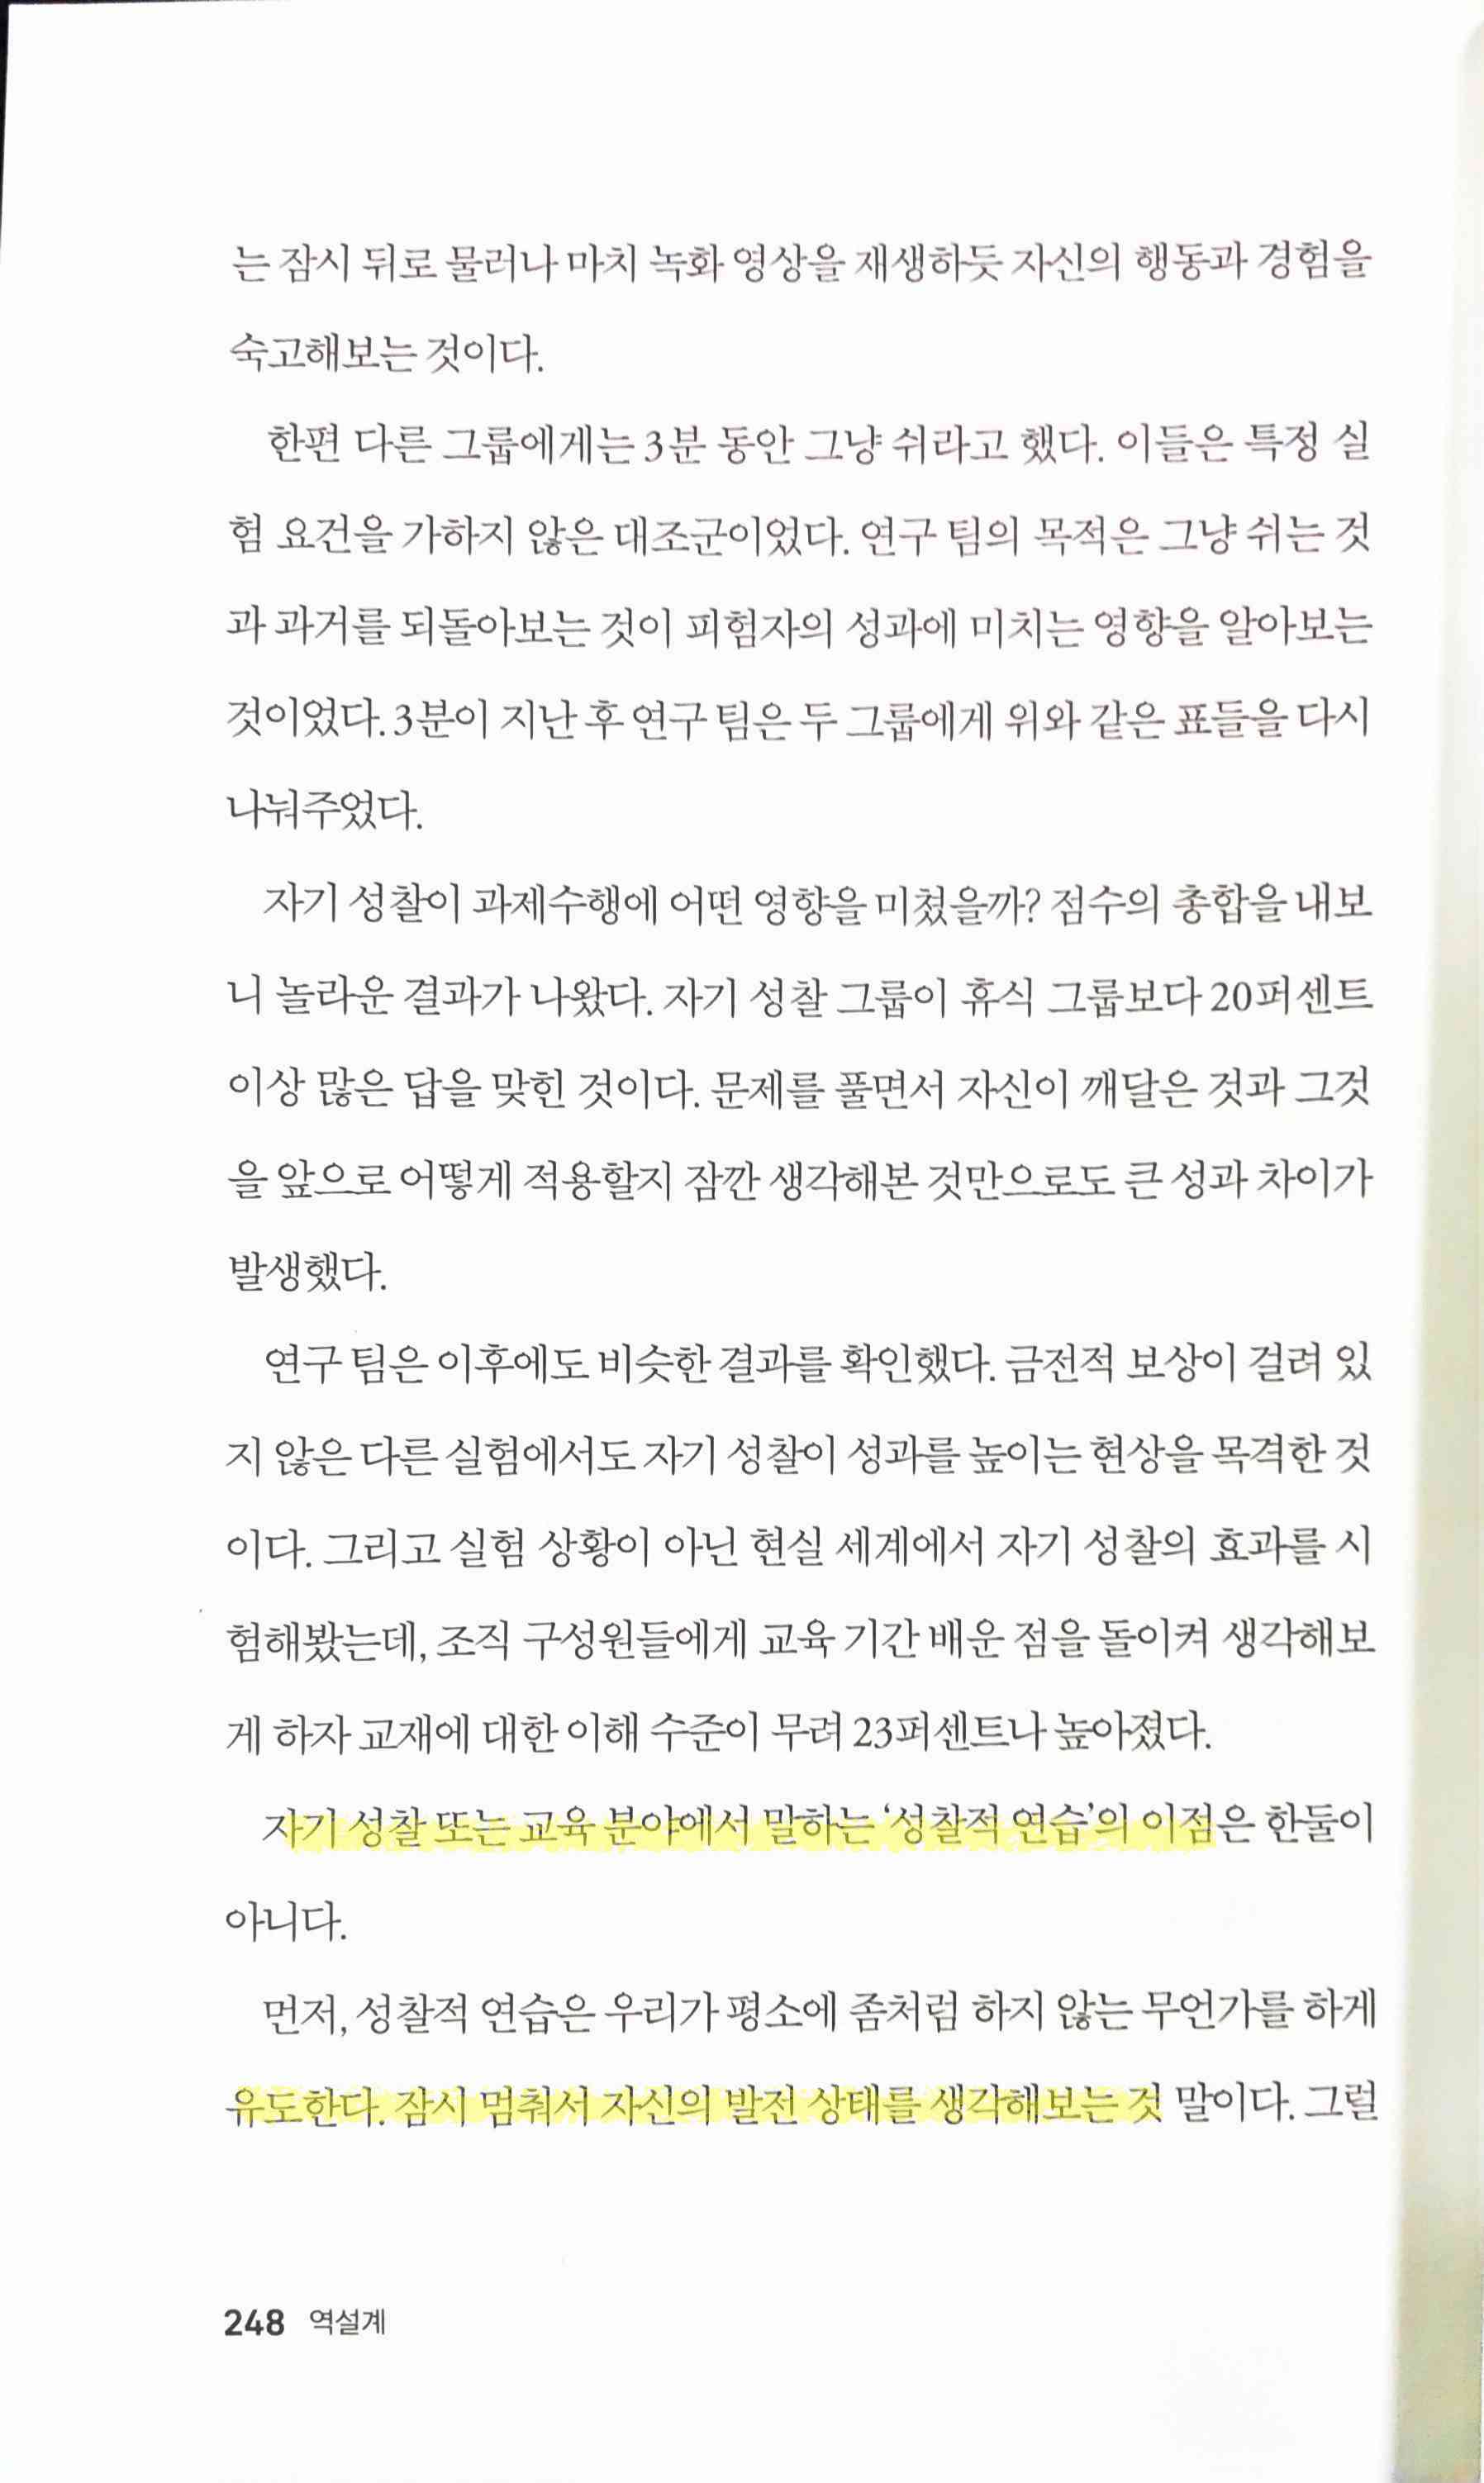 는 잠시 뒤로 물러나 마치 녹화 영상을 재생하듯 자신의 행동과 경험을
숙고해보는 것이다.
한편 다른 그룹에게는 3분 동안 그냥 쉬라고 했다. 이들은 특정 실
험 요건을 가하지 않은 대조군이었다. 연구 팀의 목적은 그냥 쉬는 것
과 과거를 되돌아보는 것이 피험자의 성과에 미치는 영향을 알아보는
것이었다. 3분이 지난 후 연구 팀은 두 그룹에게 위와 같은 표들을 다시
나눠주었다.
자기 성찰이 과제수행에 어떤 영향을 미쳤을까? 점수의 총합을 내보
니 놀라운 결과가 나왔다. 자기 성찰 그룹이 휴식 그룹보다 20퍼센트
이상 많은 답을 맞힌 것이다. 문제를 풀면서 자신이 깨달은 것과 그것
을 앞으로 어떻게 적용할지 잠깐 생각해본 것만으로도 큰 성과 차이가
발생했다.
연구 팀은 이후에도 비슷한 결과를 확인했다. 금전적 보상이 걸려 있
지 않은 다른 실험에서도 자기 성찰이 성과를 높이는 현상을 목격한 것
이다. 그리고 실험 상황이 아닌 현실 세계에서 자기 성찰의 효과를 시
험해봤는데, 조직 구성원들에게 교육 기간 배운 점을 돌이켜 생각해보
게 하자 교재에 대한 이해 수준이 무려 23퍼센트나 높아졌다.
자기 성찰 또는 교육 분야에서 말하는 ‘성찰적 연습’의 이점은 한둘이
아니다.
먼저, 성찰적 연습은 우리가 평소에 좀처럼 하지 않는 무언가를 하게
유도한다. 잠시 멈춰서 자신의 발전 상태를 생각해보는 것 말이다. 그럴
248 역설계